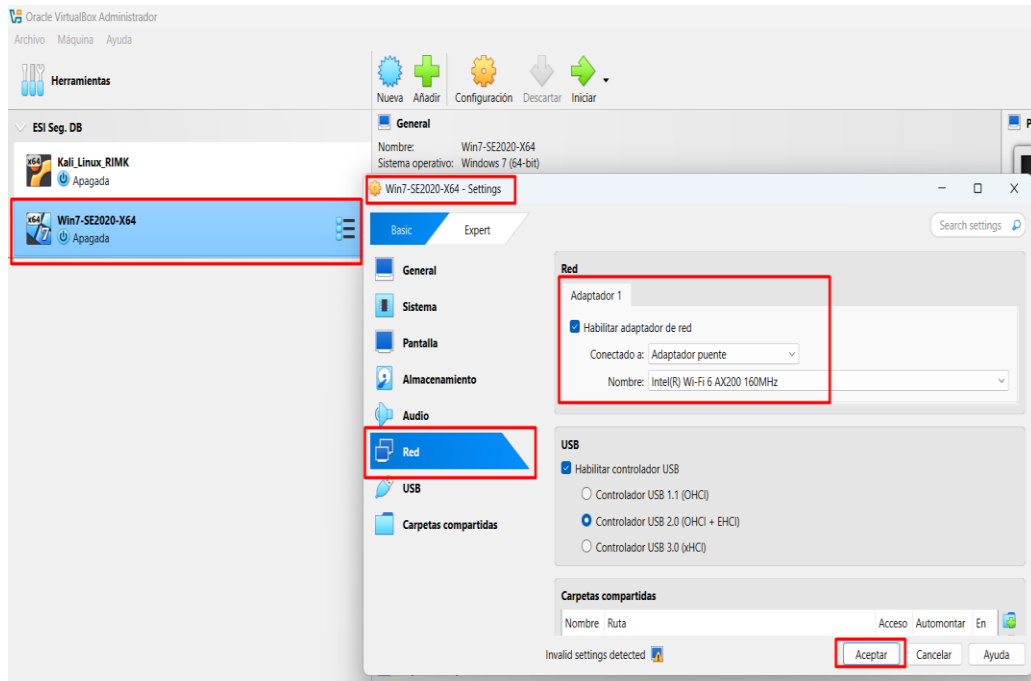 Oracle VirtualBox Administrador
Archivo Máquina Ayuda
Herramientas
Nueva Añadir Configuración Descartar Iniciar
ESI Seg. DB
x64
Kali_Linux_RIMK
Apagada
x64
Win7-SE2020-X64
Apagada
General
Nombre: Win7-SE2020-X64
Sistema operativo: Windows 7 (64-bit)
Win7-SE2020-X64 - Settings
Basic Expert
Search settings
General
Sistema
Pantalla
Almacenamiento
Audio
Red
USB
Carpetas compartidas
Red
Adaptador 1
Habilitar adaptador de red
Conectado a: Adaptador puente
Nombre: Intel(R) Wi-Fi 6 AX200 160MHz
USB
Habilitar controlador USB
Controlador USB 1.1 (OHCI)
Controlador USB 2.0 (OHCI + EHCI)
Controlador USB 3.0 (xHCI)
Carpetas compartidas
Nombre Ruta Acceso Automontar En
Invalid settings detected
Aceptar Cancelar Ayuda